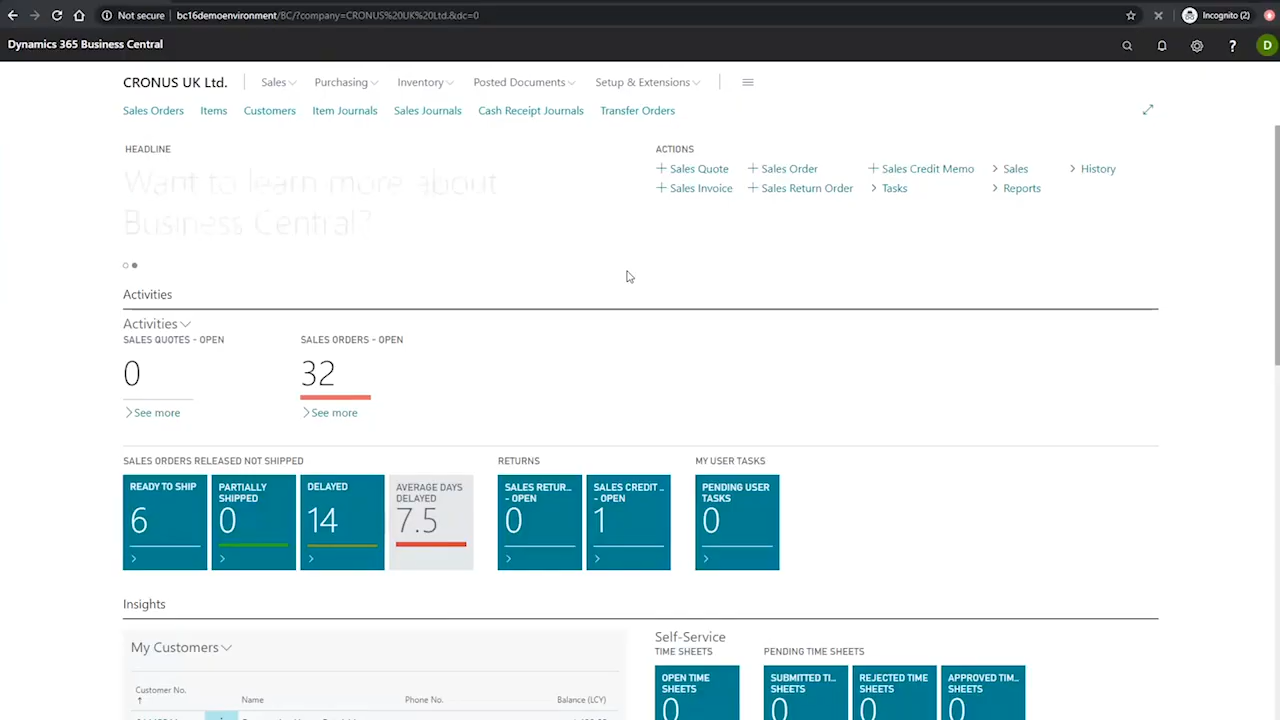 Not secure bc16demoenvironment/BC/?company=CRONUS%20UK%20Ltd.&dc=0 Incognito (2)
Dynamics 365 Business Central ? D
CRONUS UK Ltd. Sales Purchasing Inventory Posted Documents Setup & Extensions
Sales Orders Items Customers Item Journals Sales Journals Cash Receipt Journals Transfer Orders
HEADLINE
Want to learn more about
Business Central?
ACTIONS
+ Sales Quote + Sales Order + Sales Credit Memo > Sales > History
+ Sales Invoice + Sales Return Order > Tasks > Reports
Activities
Activities
SALES QUOTES - OPEN SALES ORDERS - OPEN
0 32
>See more >See more
SALES ORDERS RELEASED NOT SHIPPED RETURNS MY USER TASKS
READY TO SHIP
6
PARTIALLY
SHIPPED
0
DELAYED
14
AVERAGE DAYS
DELAYED
7.5
SALES RETUR...
- OPEN
0
SALES CREDIT ...
- OPEN
1
PENDING USER
TASKS
0
Insights
My Customers
Customer No. ↑ Name Phone No. Balance (LCY)
Self-Service
TIME SHEETS PENDING TIME SHEETS
OPEN TIME
SHEETS
0
SUBMITTED TI...
SHEETS
0
REJECTED TIME
SHEETS
0
APPROVED TIM...
SHEETS
0